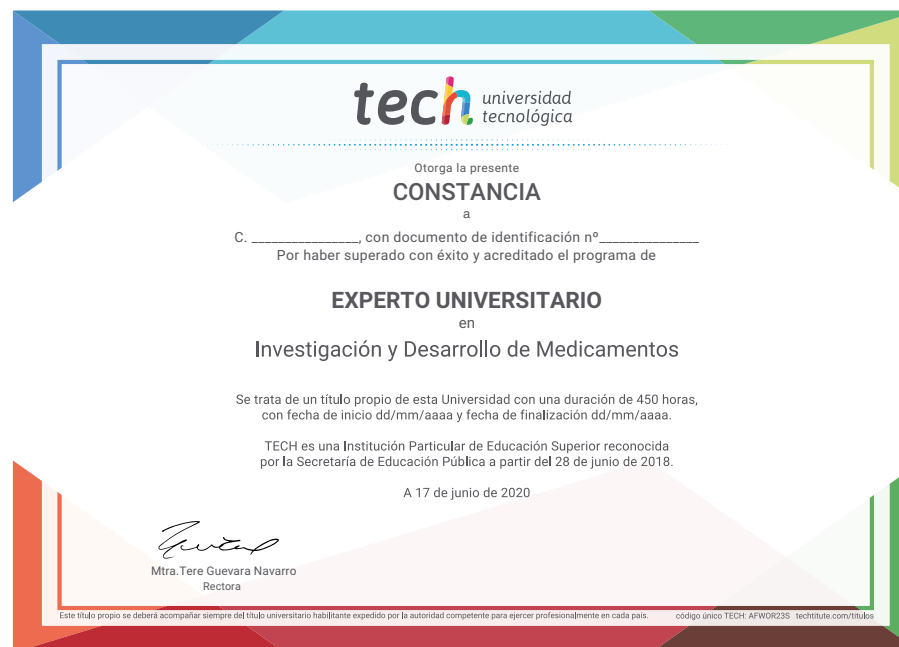 tech universidad
tecnológica
Otorga la presente
CONSTANCIA
a
C. ________________, con documento de identificación nº_______________
Por haber superado con éxito y acreditado el programa de
EXPERTO UNIVERSITARIO
en
Investigación y Desarrollo de Medicamentos
Se trata de un título propio de esta Universidad con una duración de 450 horas,
con fecha de inicio dd/mm/aaaa y fecha de finalización dd/mm/aaaa.
TECH es una Institución Particular de Educación Superior reconocida
por la Secretaría de Educación Pública a partir del 28 de junio de 2018.
A 17 de junio de 2020
Mtra.Tere Guevara Navarro
Rectora
Este título propio se deberá acompañar siempre del título universitario habilitante expedido por la autoridad competente para ejercer profesionalmente en cada país. código único TECH: AFWOR23S techtitute.com/títulos